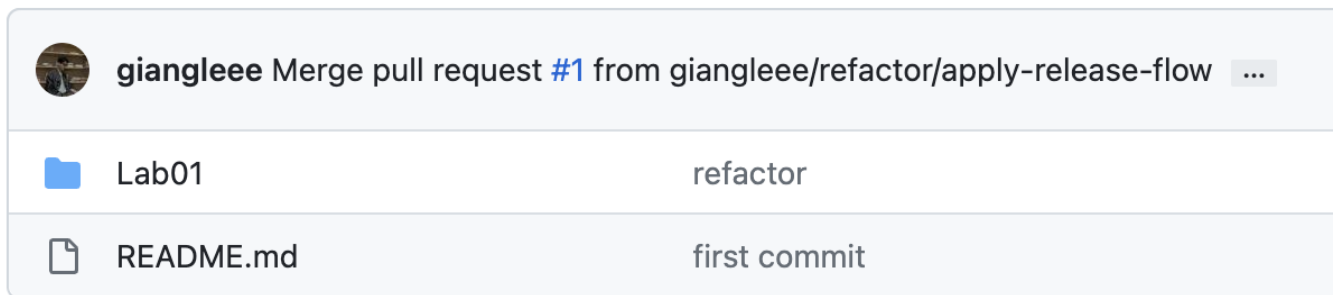 giangleee Merge pull request #1 from giangleee/refactor/apply-release-flow ...
Lab01 refactor
README.md first commit